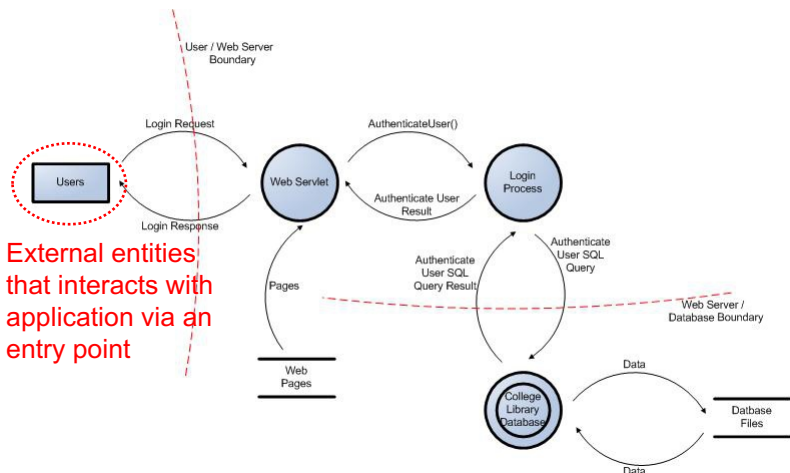 User / Web Server
Boundary
Login Request
AuthenticateUser()
Users
Web Servlet
Login
Process
Authenticate User
Result
Login Response
External entities
that interacts with
application via an
entry point
Authenticate
User SQL
Query Result
Authenticate
User SQL
Query
Pages
Web Server /
Database Boundary
Web
Pages
Data
College
Library
Database
Datbase
Files
Data